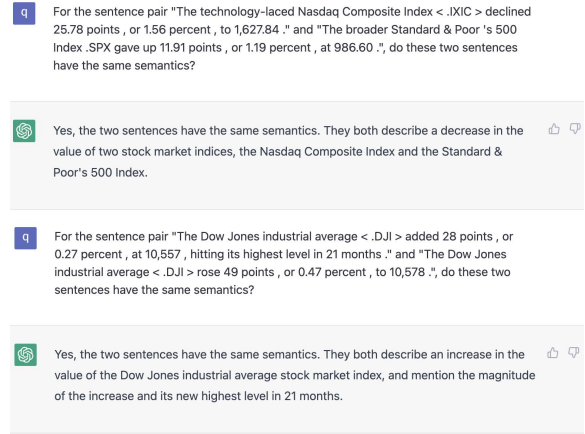 q
For the sentence pair "The technology-laced Nasdaq Composite Index < .IXIC > declined
25.78 points , or 1.56 percent , to 1,627.84 ." and "The broader Standard & Poor 's 500
Index .SPX gave up 11.91 points , or 1.19 percent , at 986.60 .", do these two sentences
have the same semantics?
Yes, the two sentences have the same semantics. They both describe a decrease in the
value of two stock market indices, the Nasdaq Composite Index and the Standard &
Poor's 500 Index.
q
For the sentence pair "The Dow Jones industrial average < .DJI > added 28 points , or
0.27 percent , at 10,557 , hitting its highest level in 21 months ." and "The Dow Jones
industrial average < .DJI > rose 49 points , or 0.47 percent , to 10,578 .", do these two
sentences have the same semantics?
Yes, the two sentences have the same semantics. They both describe an increase in the
value of the Dow Jones industrial average stock market index, and mention the magnitude
of the increase and its new highest level in 21 months.